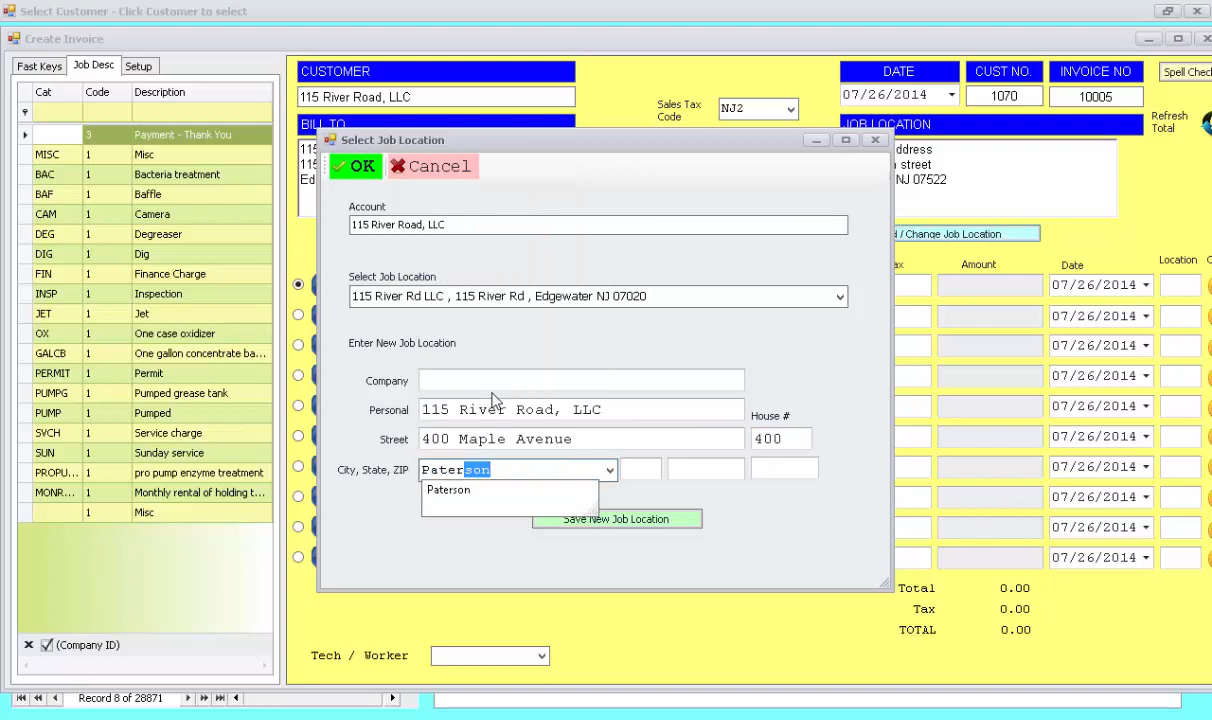 Select Customer - Click Customer to select
Create Invoice
Fast Keys Job Desc Setup
Cat Code Description
3 Payment - Thank You
MISC 1 Misc
BAC 1 Bacteria treatment
BAF 1 Baffle
CAM 1 Camera
DEG 1 Degreaser
DIG 1 Dig
FIN 1 Finance Charge
INSP 1 Inspection
JET 1 Jet
OX 1 One case oxidizer
GALCB 1 One gallon concentrate ba...
PERMIT 1 Permit
PUMPG 1 Pumped grease tank
PUMP 1 Pumped
SVCH 1 Service charge
SUN 1 Sunday service
PROPU... 1 pro pump enzyme treatment
MONR... 1 Monthly rental of holding t...
1 Misc
(Company ID)
Record 8 of 28871
CUSTOMER
115 River Road, LLC
BILL TO
115
115
Ed
Sales Tax
Code
NJ2
DATE CUST NO. INVOICE NO
07/26/2014 1070 10005
Spell Chec
Refresh
Total
JOB LOCATION
address
street
NJ 07522
/ Change Job Location
Select Job Location
OK Cancel
Account
115 River Road, LLC
Select Job Location
115 River Rd LLC , 115 River Rd , Edgewater NJ 07020
Enter New Job Location
Company
Personal 115 River Road, LLC
House #
Street 400 Maple Avenue 400
City, State, ZIP Paterson
Paterson
Save New Job Location
Amount Date Location
07/26/2014
07/26/2014
07/26/2014
07/26/2014
07/26/2014
07/26/2014
07/26/2014
07/26/2014
07/26/2014
07/26/2014
Total 0.00
Tax 0.00
TOTAL 0.00
Tech / Worker